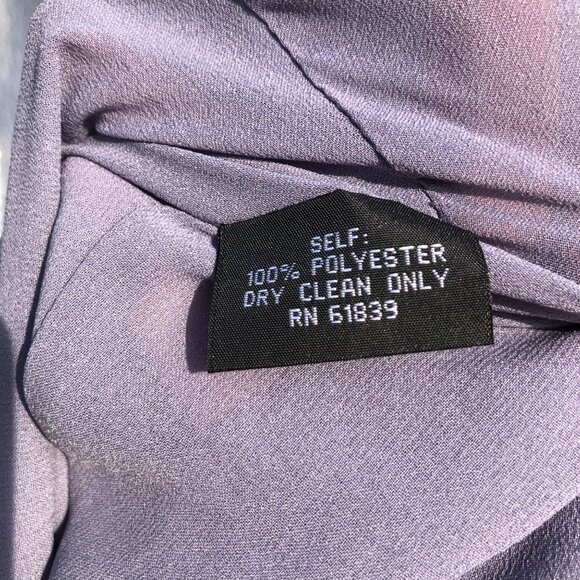 SELF:
100% POLYESTER
DRY CLEAN ONLY
RN 61839